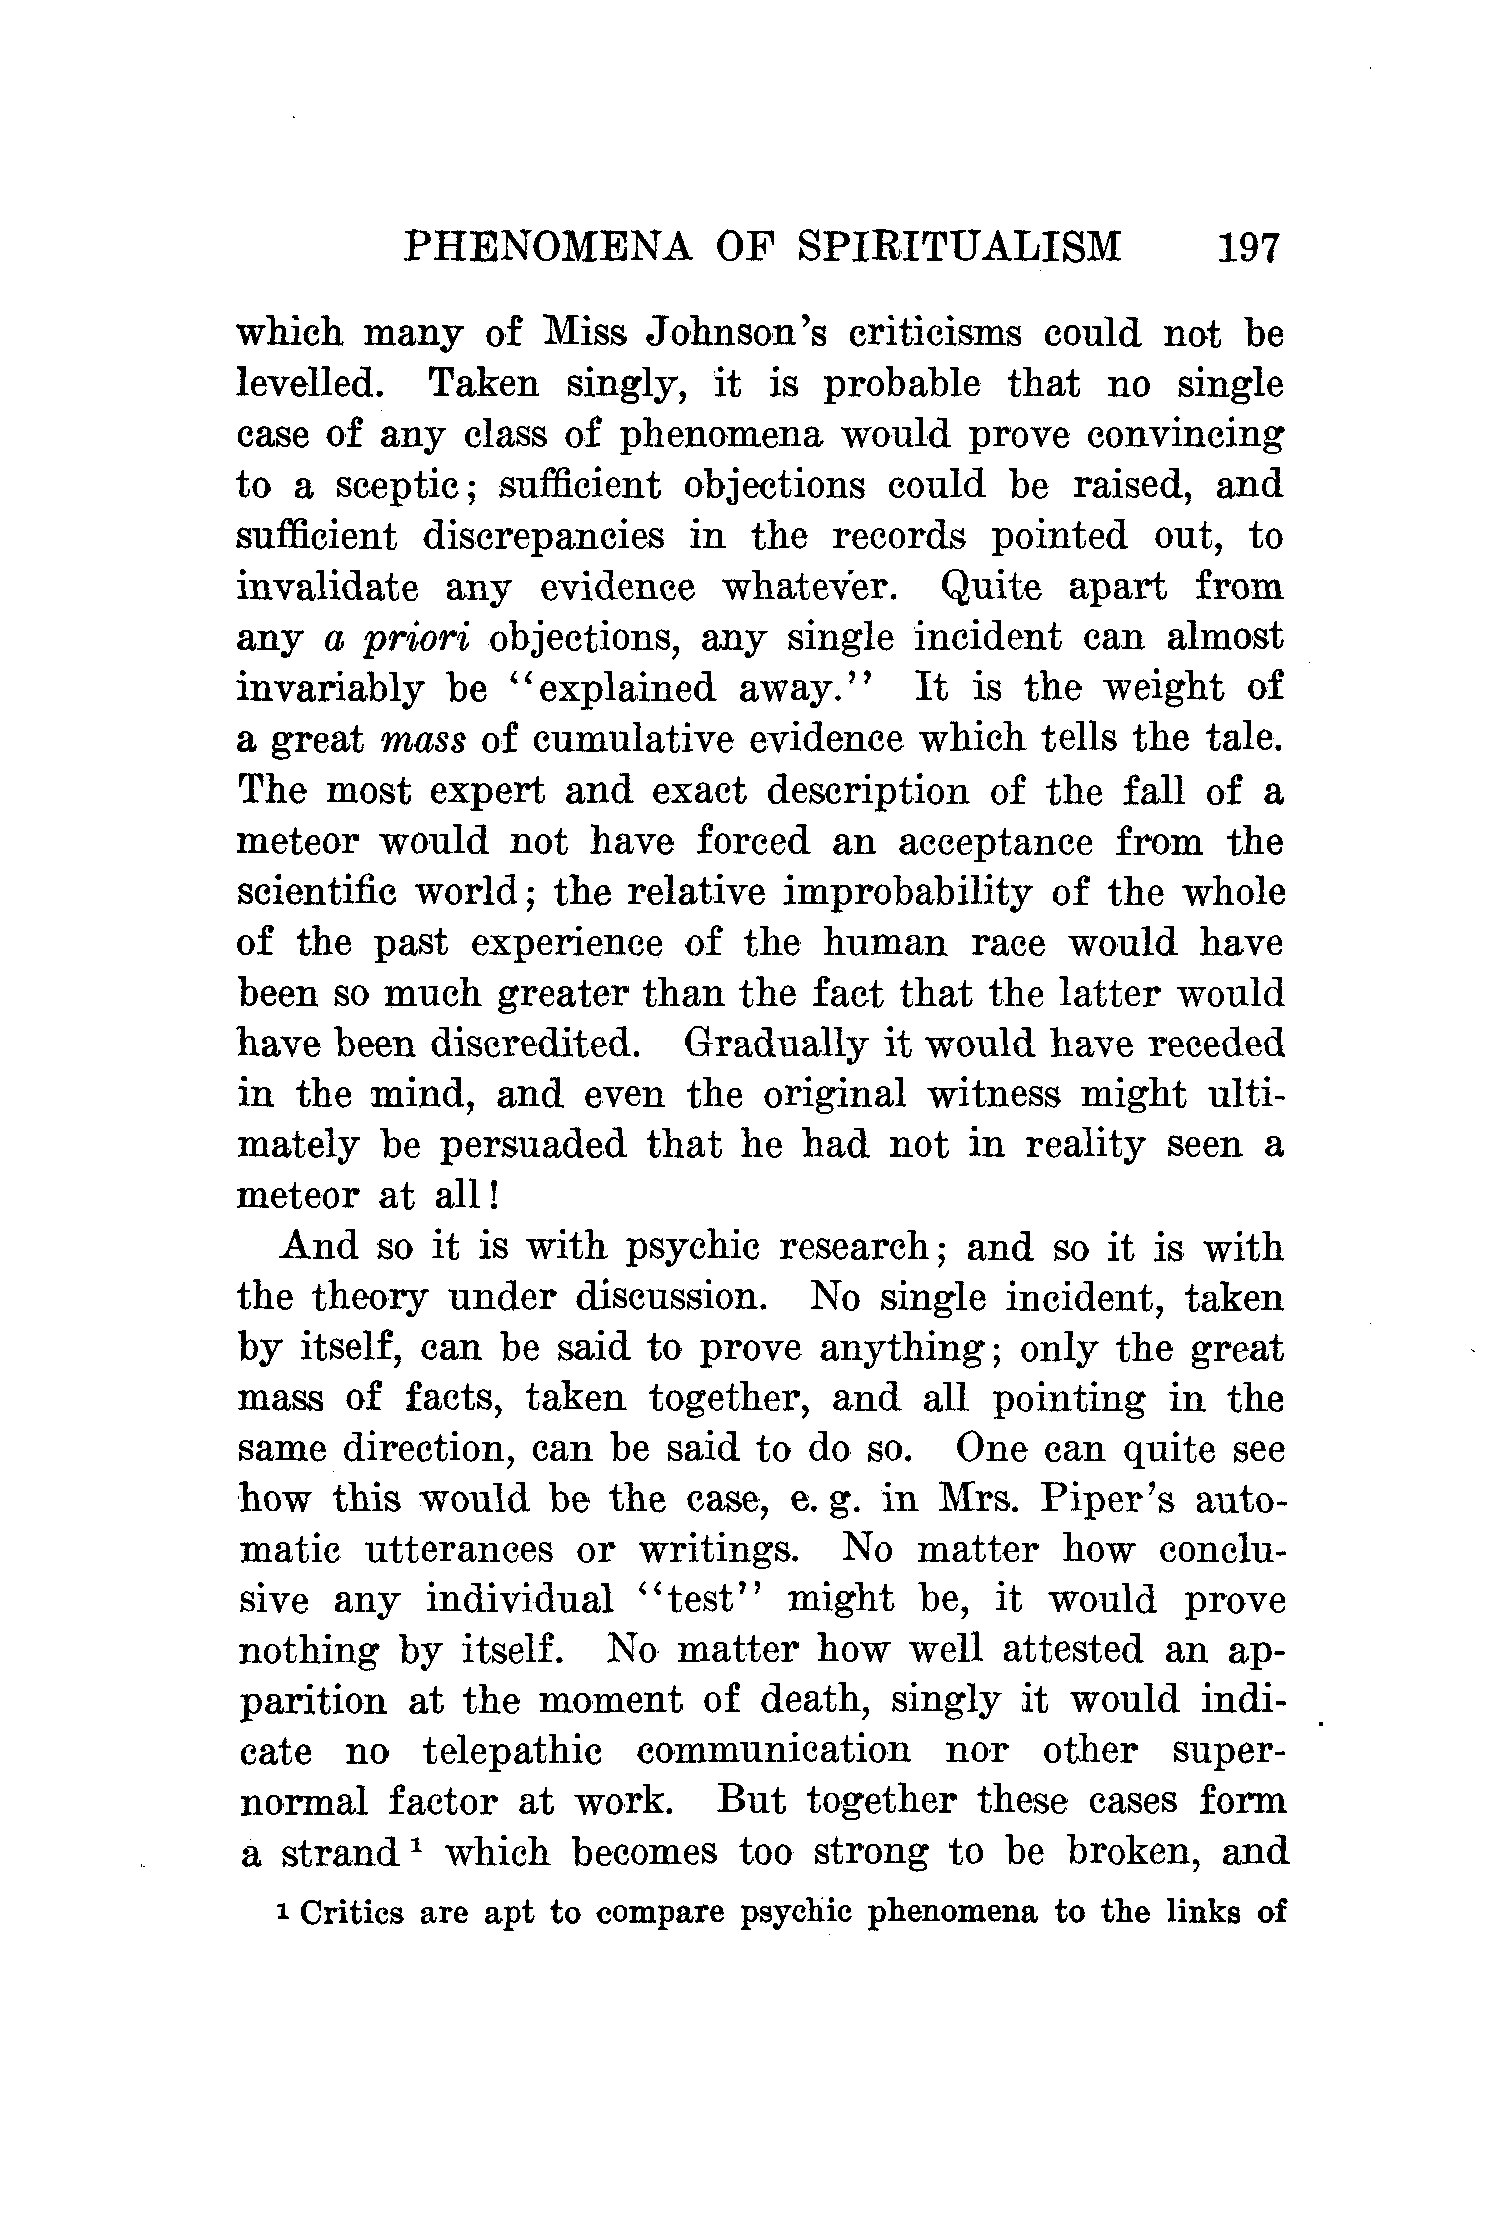 PHENOMENA OF SPIRITUALISM 197
which many of Miss Johnson's criticisms could not be
levelled. Taken singly, it is probable that no single
case of any class of phenomena would prove convincing
to a sceptic; sufficient objections could be raised, and
sufficient discrepancies in the records pointed out, to
invalidate any evidence whatever. Quite apart from
any a priori objections, any single incident can almost
invariably be "explained away." It is the weight of
a great mass of cumulative evidence which tells the tale.
The most expert and exact description of the fall of a
meteor would not have forced an acceptance from the
scientific world; the relative improbability of the whole
of the past experience of the human race would have
been so much greater than the fact that the latter would
have been discredited. Gradually it would have receded
in the mind, and even the original witness might ulti-
mately be persuaded that he had not in reality seen a
meteor at all!
And so it is with psychic research; and so it is with
the theory under discussion. No single incident, taken
by itself, can be said to prove anything; only the great
mass of facts, taken together, and all pointing in the
same direction, can be said to do so. One can quite see
how this would be the case, e. g. in Mrs. Piper's auto-
matic utterances or writings. No matter how conclu-
sive any individual "test" might be, it would prove
nothing by itself. No matter how well attested an ap-
parition at the moment of death, singly it would indi-
cate no telepathic communication nor other super-
normal factor at work. But together these cases form
a strand ¹ which becomes too strong to be broken, and
¹ Critics are apt to compare psychic phenomena to the links of